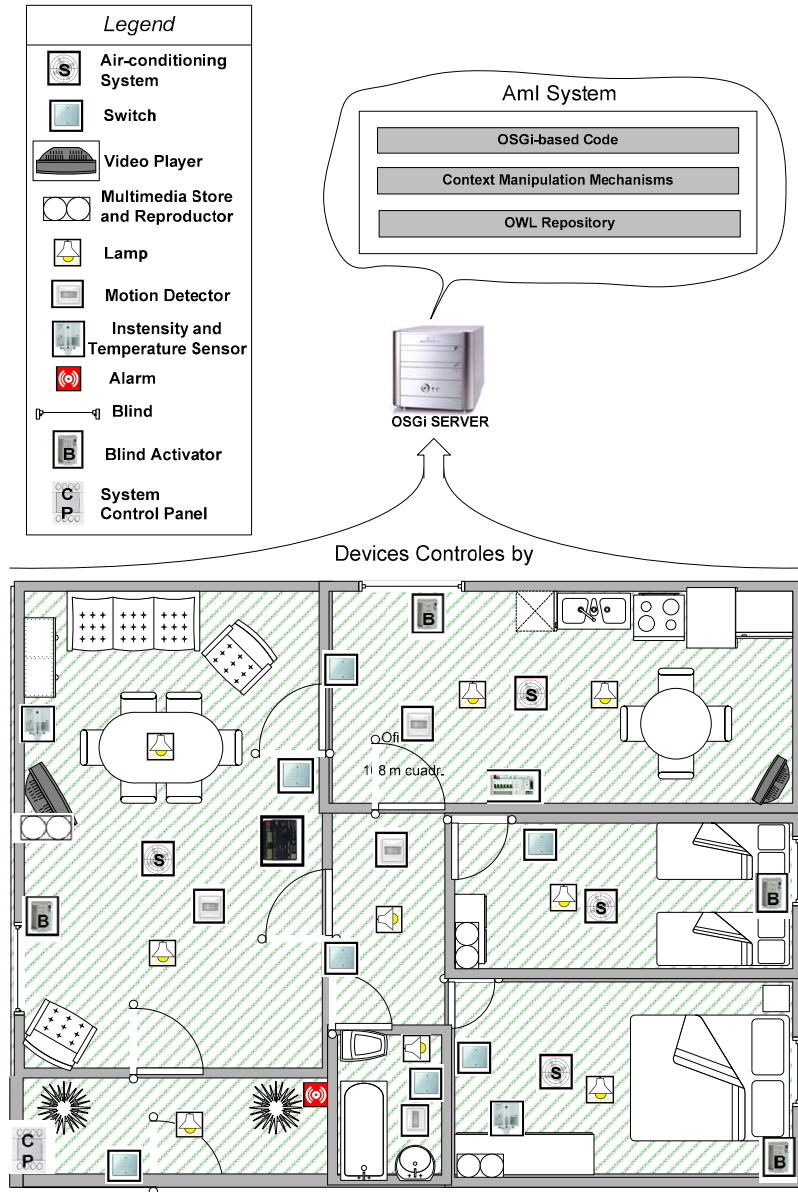 Legend
S
Air-conditioning
System
Switch
Video Player
Multimedia Store
and Reproductor
Lamp
Motion Detector
Instensity and
Temperature Sensor
Alarm
Blind
B
Blind Activator
C
P
System
Control Panel
AmI System
OSGi-based Code
Context Manipulation Mechanisms
OWL Repository
OSGi SERVER
Devices Controles by
B
S
Ofi
m cuadr.
S
B
S
B
S
C
P
B